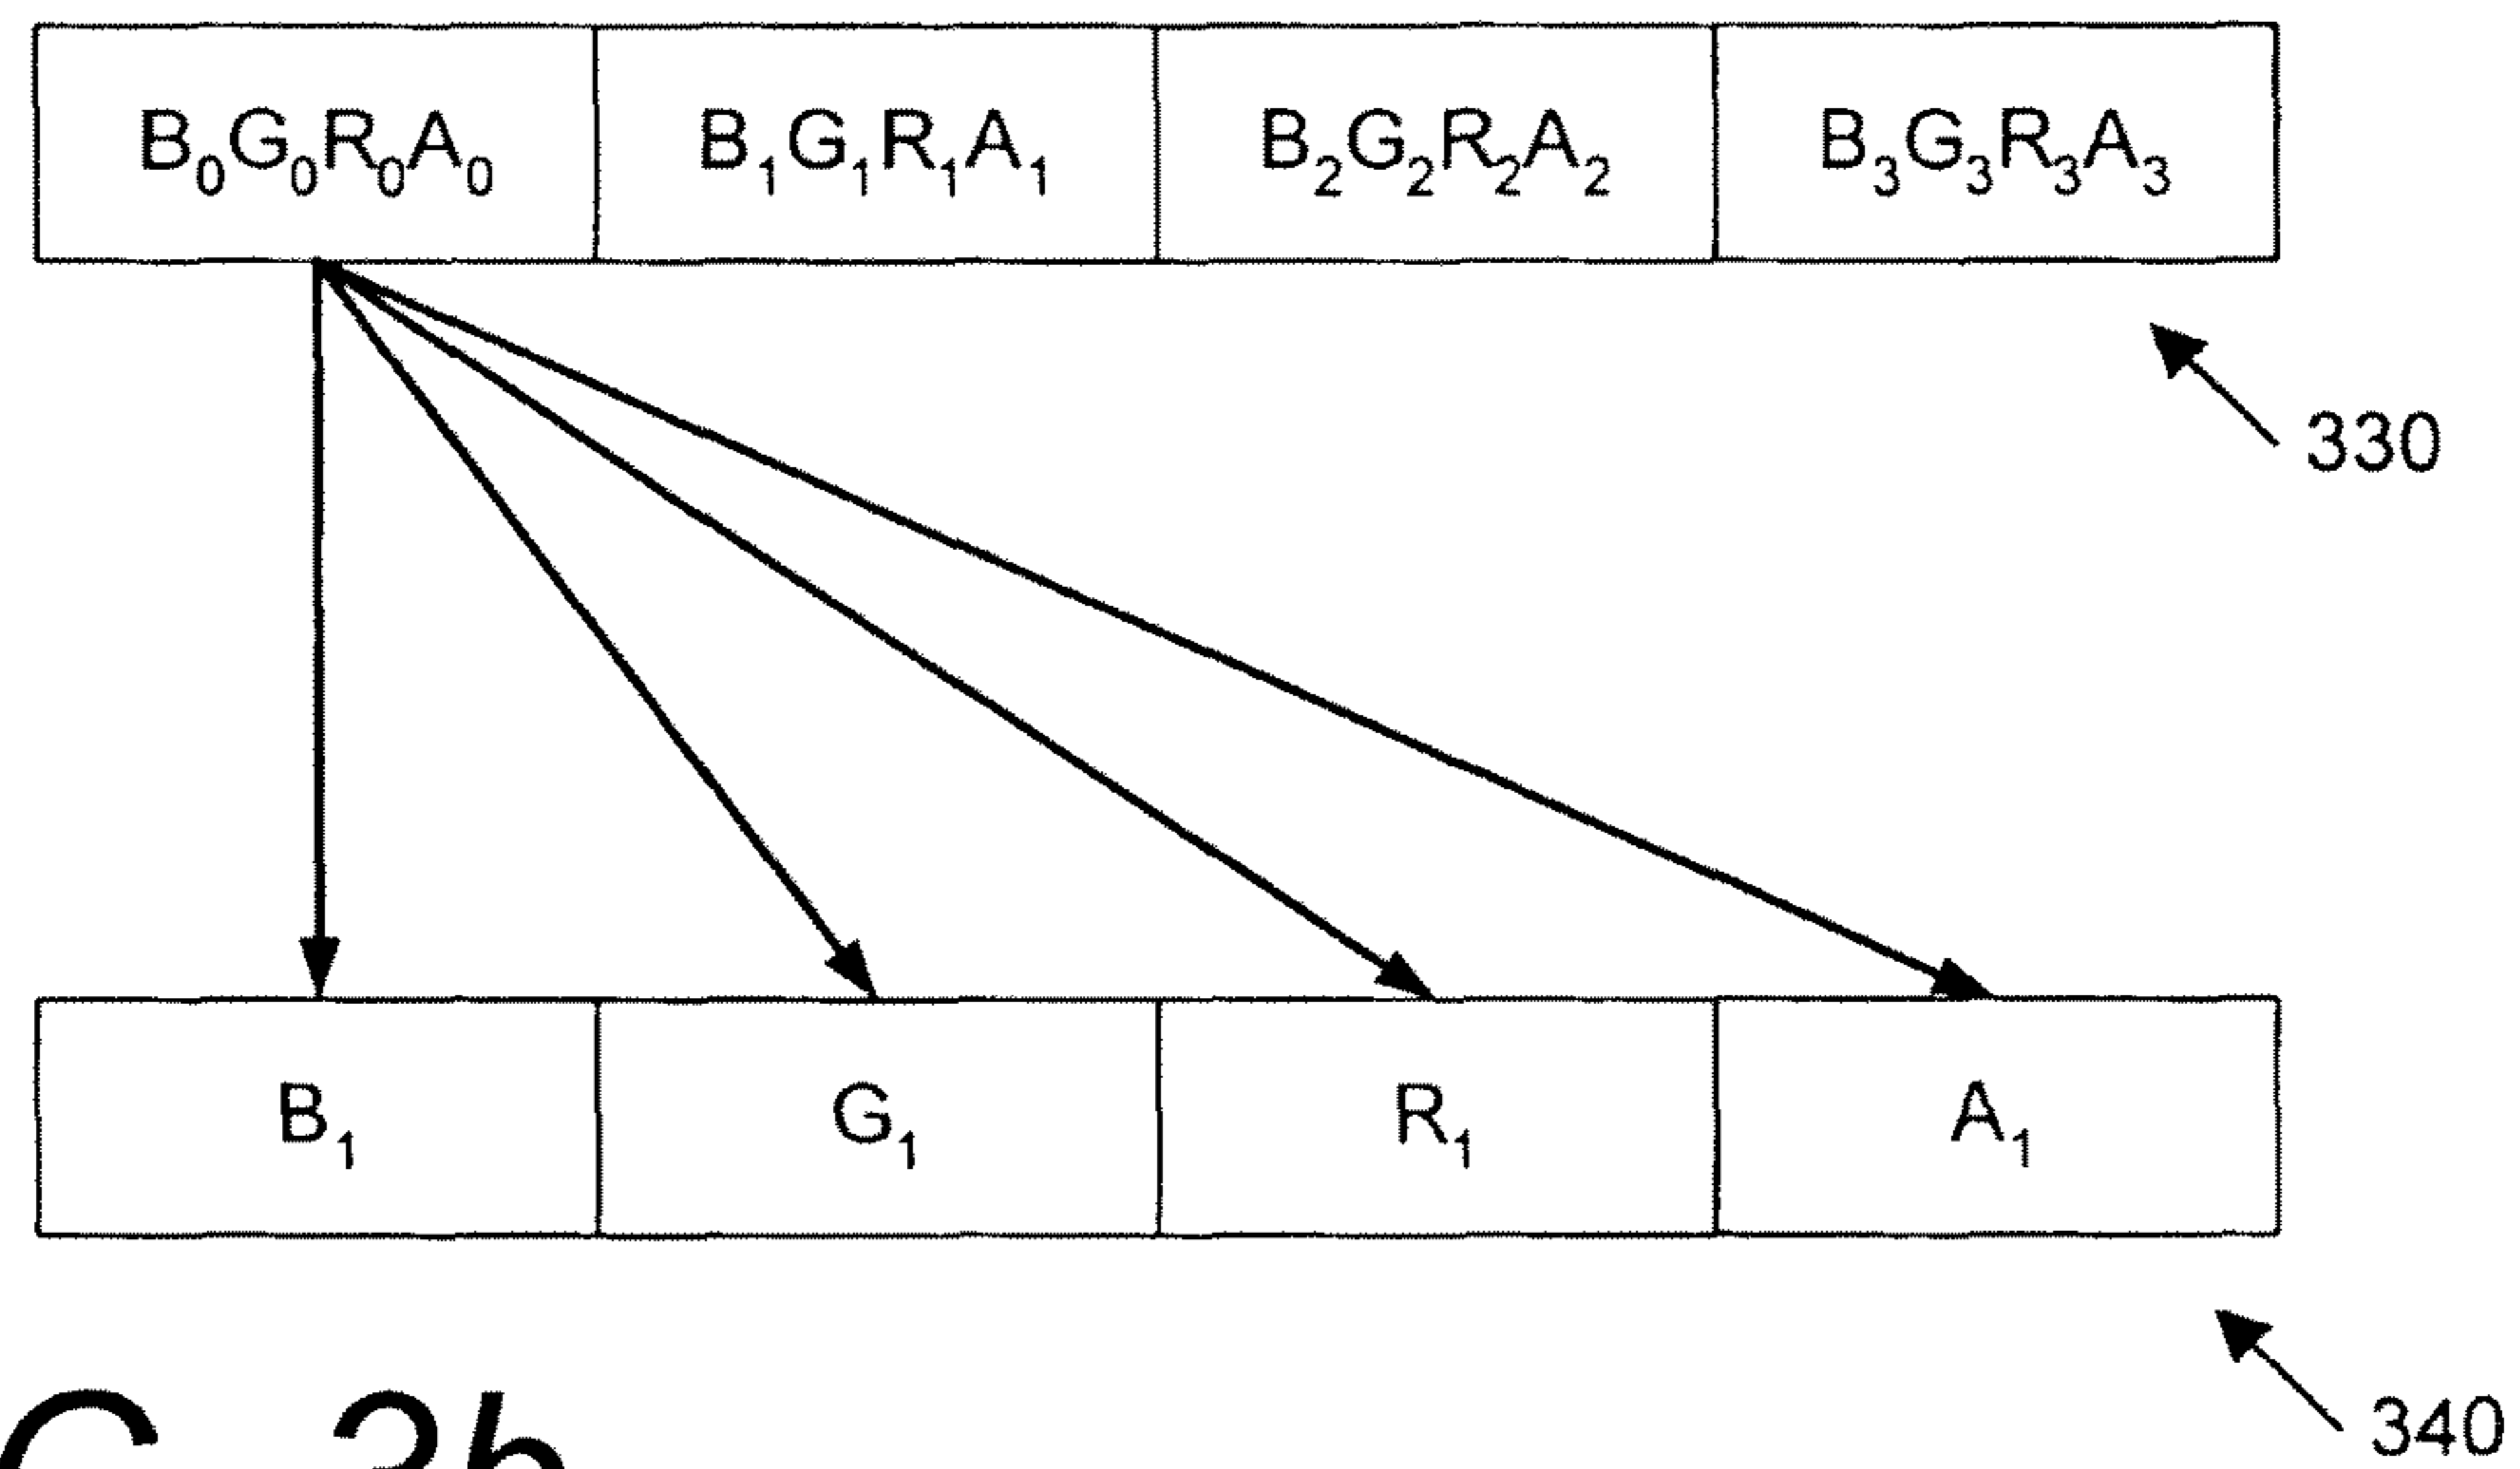 B₀G₀R₀A₀ B₁G₁R₁A₁ B₂G₂R₂A₂ B₃G₃R₃A₃
330
B₁ G₁ R₁ A₁
340